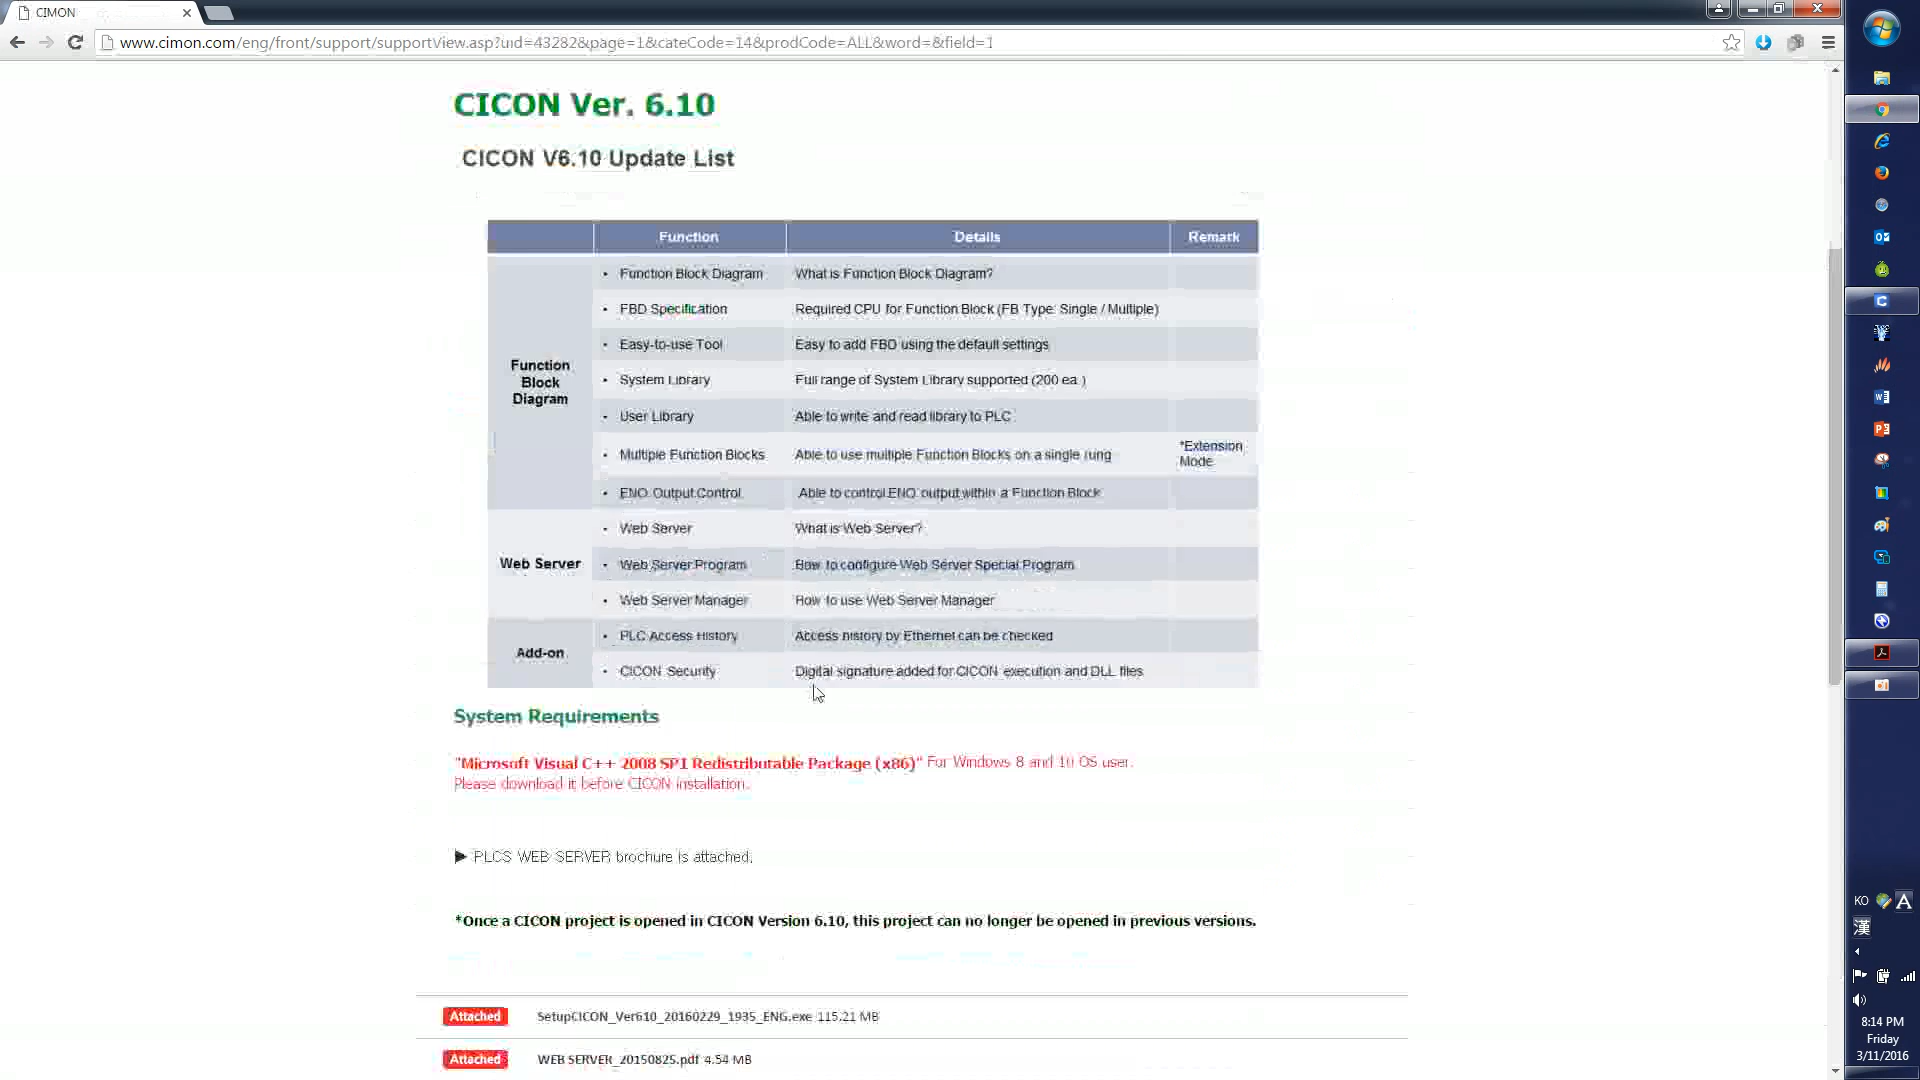 CIMON
www.cimon.com/eng/front/support/supportView.asp?uid=43282&page=1&cateCode=14&prodCode=ALL&word=&field=1
CICON Ver. 6.10
CICON V6.10 Update List
Function Details Remark
Function Block Diagram
• Function Block Diagram What is Function Block Diagram?
• FBD Specification Required CPU for Function Block (FB Type: Single / Multiple)
• Easy-to-use Tool Easy to add FBD using the default settings
• System Library Full range of System Library supported (200 ea.)
• User Library Able to write and read library to PLC
• Multiple Function Blocks Able to use multiple Function Blocks on a single rung *Extension Mode
• ENO Output Control Able to control ENO output within a Function Block
Web Server
• Web Server What is Web Server?
• Web Server Program How to configure Web Server Special Program
• Web Server Manager How to use Web Server Manager
Add-on
• PLC Access History Access history by Ethernet can be checked
• CICON Security Digital signature added for CICON execution and DLL files
System Requirements
"Microsoft Visual C++ 2008 SP1 Redistributable Package (x86)" For Windows 8 and 10 OS user.
Please download it before CICON installation.
▶ PLCS WEB SERVER brochure is attached.
*Once a CICON project is opened in CICON Version 6.10, this project can no longer be opened in previous versions.
Attached SetupCICON_Ver610_20160229_1935_ENG.exe 115.21 MB
Attached WEB SERVER_20150825.pdf 4.54 MB
KO A
漢
8:14 PM
Friday
3/11/2016